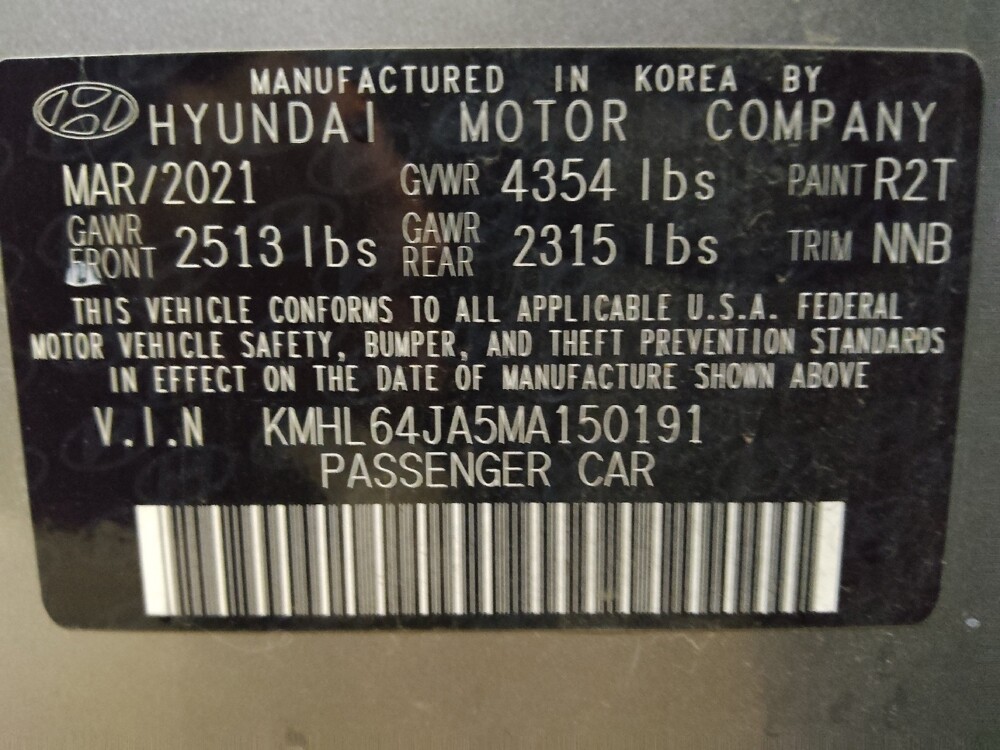 MANUFACTURED IN KOREA BY
HYUNDAI MOTOR COMPANY
MAR/2021 GVWR 4354 lbs PAINT R2T
GAWR FRONT 2513 lbs GAWR REAR 2315 lbs TRIM NNB
THIS VEHICLE CONFORMS TO ALL APPLICABLE U.S.A. FEDERAL
MOTOR VEHICLE SAFETY, BUMPER, AND THEFT PREVENTION STANDARDS
IN EFFECT ON THE DATE OF MANUFACTURE SHOWN ABOVE
V.I.N KMHL64JA5MA150191
PASSENGER CAR